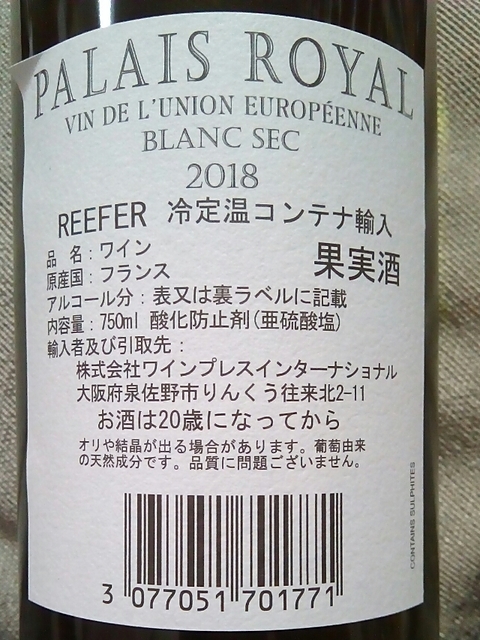 PALAIS ROYAL
VIN DE L'UNION EUROPÉENNE
BLANC SEC
2018
REEFER 冷定温コンテナ輸入
品 名：ワイン
果実酒
原産国：フランス
アルコール分：表又は裏ラベルに記載
内容量：750ml 酸化防止剤(亜硫酸塩)
輸入者及び引取先：
株式会社ワインプレスインターナショナル
大阪府泉佐野市りんくう往来北2-11
お酒は20歳になってから
オリや結晶が出る場合があります。葡萄由来
の天然成分です。品質に問題ございません。
CONTAINS SULPHITES
3 077051 701771